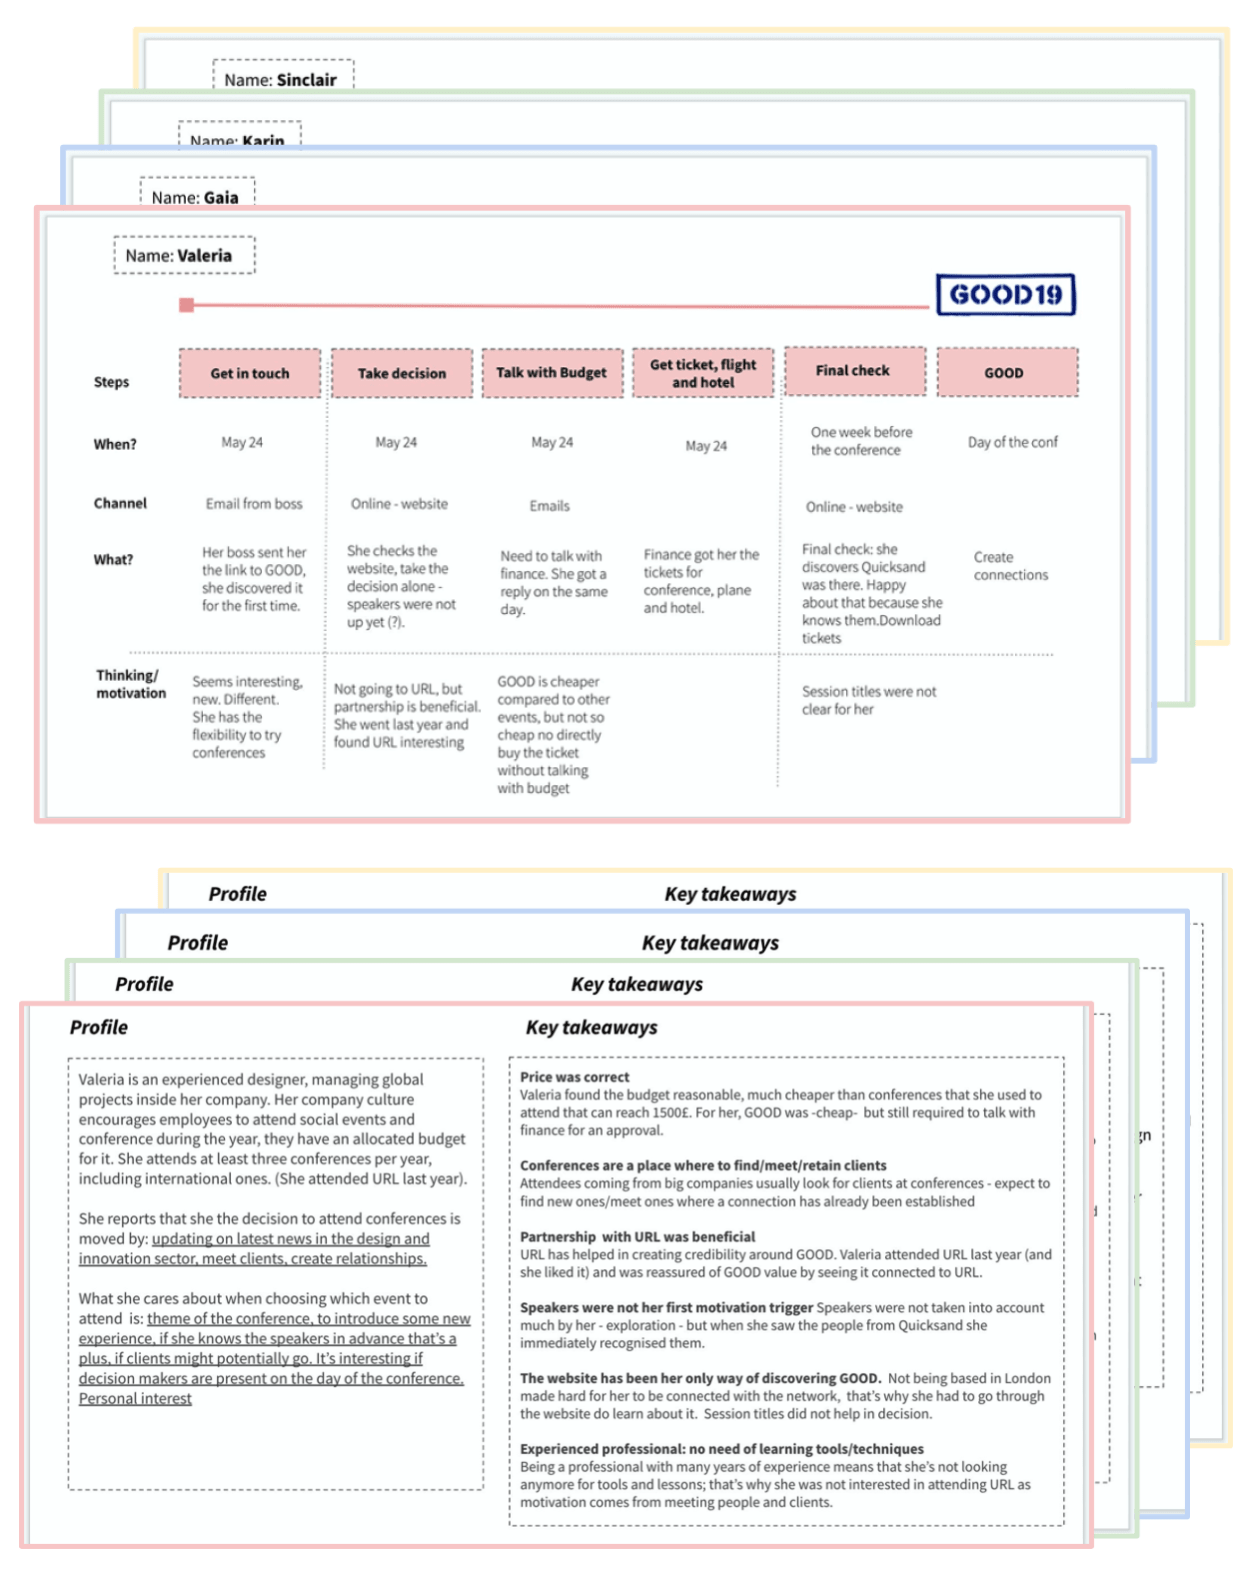 Name: Sinclair
Name: Karin
Name: Gaia
Name: Valeria
GOOD19
Steps
Get in touch
Take decision
Talk with Budget
Get ticket, flight
and hotel
Final check
GOOD
When?
May 24
May 24
May 24
May 24
One week before
the conference
Day of the conf
Channel
Email from boss
Online - website
Emails
Online - website
What?
Her boss sent her
the link to GOOD,
she discovered it
for the first time.
She checks the
website, take the
decision alone -
speakers were not
up yet (?).
Need to talk with
finance. She got a
reply on the same
day.
Finance got her the
tickets for
conference, plane
and hotel.
Final check: she
discovers Quicksand
was there. Happy
about that because she
knows them.Download
tickets
Create
connections
Thinking/
motivation
Seems interesting,
new. Different.
She has the
flexibility to try
conferences
Not going to URL, but
partnership is beneficial.
She went last year and
found URL interesting
GOOD is cheaper
compared to other
events, but not so
cheap no directly
buy the ticket
without talking
with budget
Session titles were not
clear for her
Profile
Key takeaways
Profile
Key takeaways
Profile
Key takeaways
Profile
Key takeaways
Valeria is an experienced designer, managing global
projects inside her company. Her company culture
encourages employees to attend social events and
conference during the year, they have an allocated budget
for it. She attends at least three conferences per year,
including international ones. (She attended URL last year).
She reports that she the decision to attend conferences is
moved by: updating on latest news in the design and
innovation sector, meet clients, create relationships.
What she cares about when choosing which event to
attend is: theme of the conference, to introduce some new
experience, if she knows the speakers in advance that's a
plus, if clients might potentially go. It's interesting if
decision makers are present on the day of the conference.
Personal interest
Price was correct
Valeria found the budget reasonable, much cheaper than conferences that she used to
attend that can reach 1500£. For her, GOOD was -cheap- but still required to talk with
finance for an approval.
Conferences are a place where to find/meet/retain clients
Attendees coming from big companies usually look for clients at conferences - expect to
find new ones/meet ones where a connection has already been established
Partnership with URL was beneficial
URL has helped in creating credibility around GOOD. Valeria attended URL last year (and
she liked it) and was reassured of GOOD value by seeing it connected to URL.
Speakers were not her first motivation trigger Speakers were not taken into account
much by her - exploration - but when she saw the people from Quicksand she
immediately recognised them.
The website has been her only way of discovering GOOD. Not being based in London
made hard for her to be connected with the network, that's why she had to go through
the website do learn about it. Session titles did not help in decision.
Experienced professional: no need of learning tools/techniques
Being a professional with many years of experience means that she's not looking
anymore for tools and lessons; that's why she was not interested in attending URL as
motivation comes from meeting people and clients.